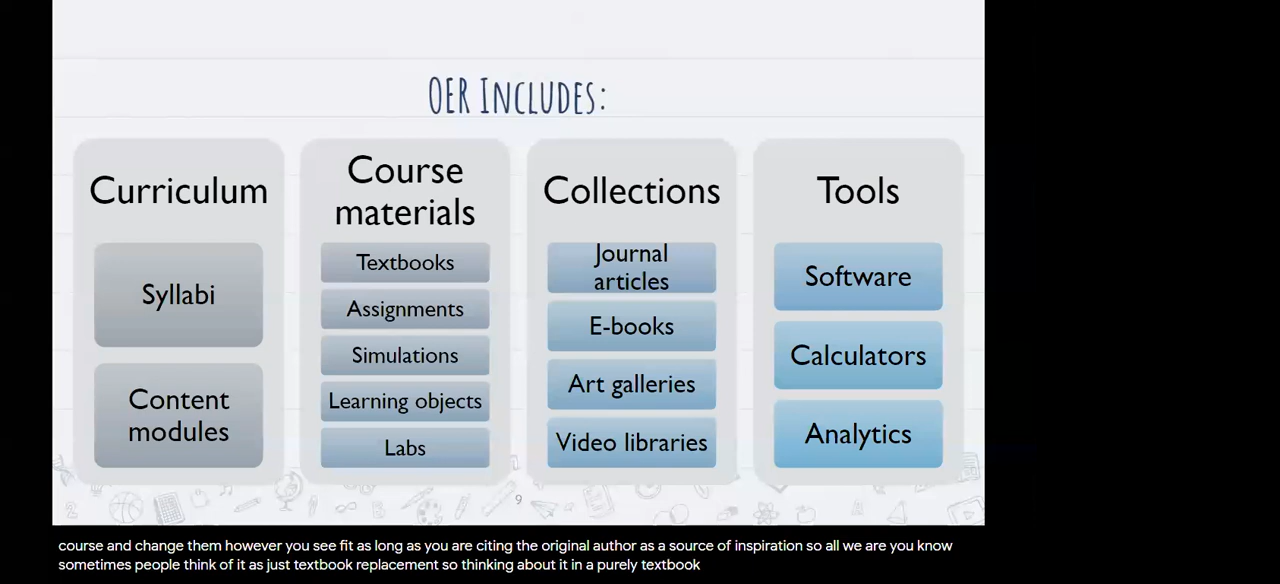 OER Includes:
Curriculum
Syllabi
Content
modules
Course
materials
Textbooks
Assignments
Simulations
Learning objects
Labs
Collections
Journal
articles
E-books
Art galleries
Video libraries
Tools
Software
Calculators
Analytics
9
course and change them however you see fit as long as you are citing the original author as a source of inspiration so all we are you know
sometimes people think of it as just textbook replacement so thinking about it in a purely textbook